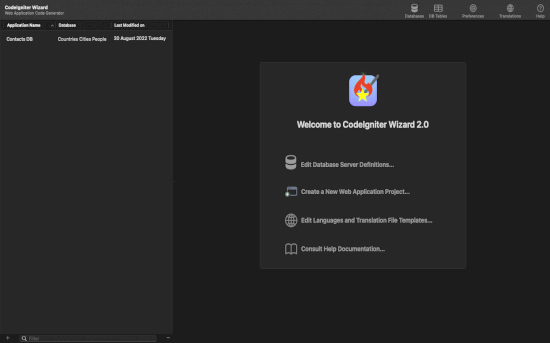 CodeIgniter Wizard
Web Application Code Generator
Databases
DB Tables
Preferences
Translations
Help
Application Name
Database
Last Modified on
Contacts DB
Countries Cities People
30 August 2022 Tuesday
Welcome to CodeIgniter Wizard 2.0
Edit Database Server Definitions...
Create a New Web Application Project...
Edit Languages and Translation File Templates...
Consult Help Documentation...
Filter